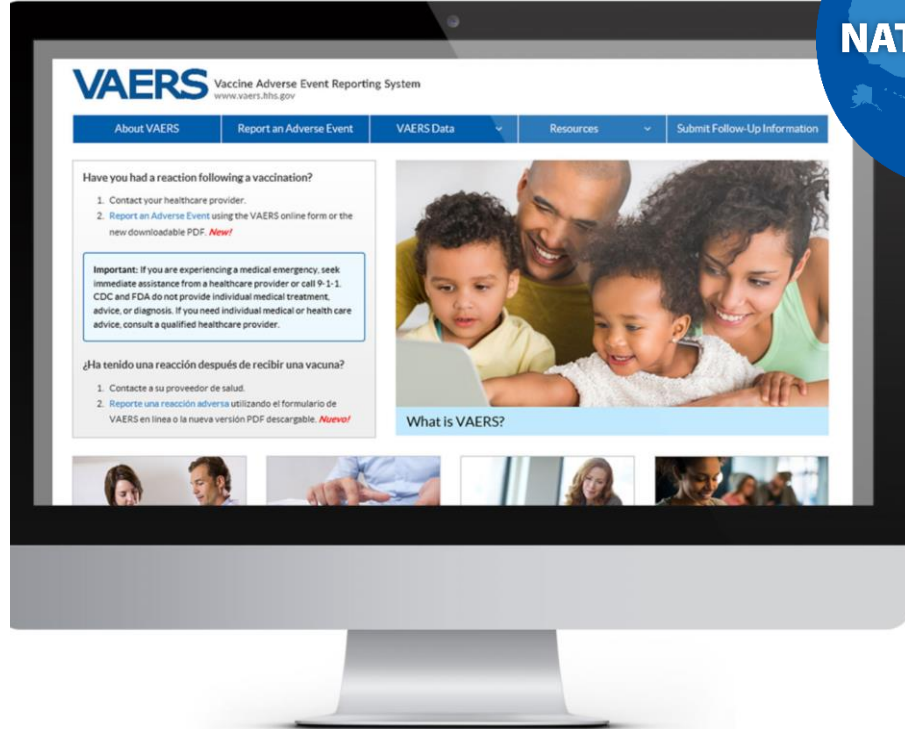 NAT
VAERS Vaccine Adverse Event Reporting System
www.vaers.hhs.gov
About VAERS Report an Adverse Event VAERS Data Resources Submit Follow-Up Information
Have you had a reaction following a vaccination?
1. Contact your healthcare provider.
2. Report an Adverse Event using the VAERS online form or the
new downloadable PDF. New!
Important: If you are experiencing a medical emergency, seek
immediate assistance from a healthcare provider or call 9-1-1.
CDC and FDA do not provide individual medical treatment,
advice, or diagnosis. If you need individual medical or health care
advice, consult a qualified healthcare provider.
¿Ha tenido una reacción después de recibir una vacuna?
1. Contacte a su proveedor de salud.
2. Reporte una reacción adversa utilizando el formulario de
VAERS en línea o la nueva versión PDF descargable. Nuevo!
What is VAERS?